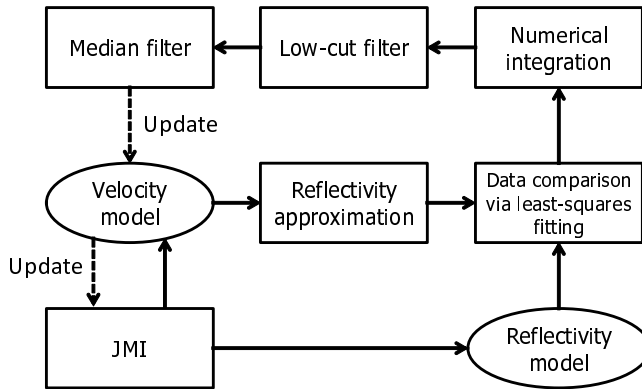 Median filter
Low-cut filter
Numerical
integration
Update
Velocity
model
Reflectivity
approximation
Data comparison
via least-squares
fitting
Update
JMI
Reflectivity
model